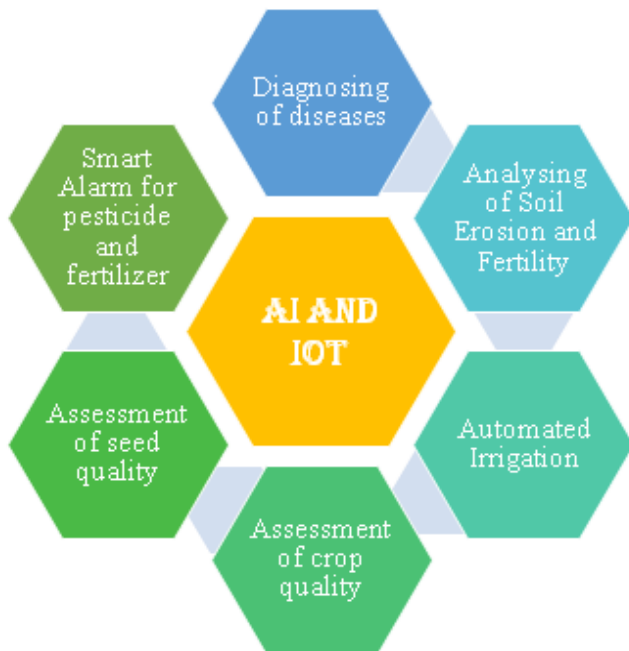 Diagnosing
of diseases
Analysing
of Soil
Erosion and
Fertility
Automated
Irrigation
Assessment
of crop
quality
Assessment
of seed
quality
Smart
Alarm for
pesticide
and
fertilizer
AI AND
IOT